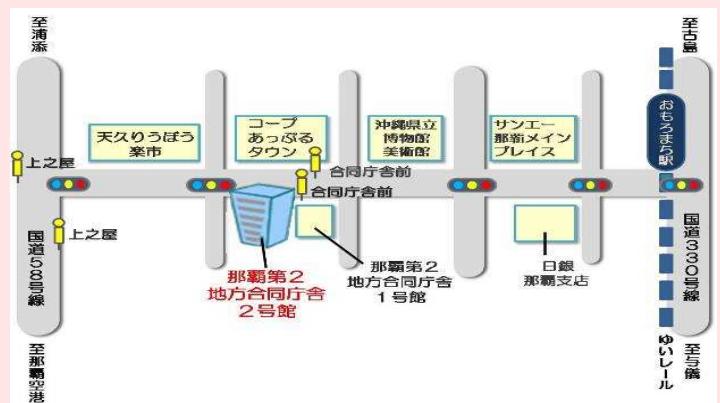 至浦添
至古島
天久りうぼう
楽市
コープ
あっぷる
タウン
沖縄県立
博物館
美術館
サンエー
那覇メイン
プレイス
おもろまち駅
上之屋
合同庁舎前
合同庁舎前
上之屋
国道58号線
国道330号線
那覇第2
地方合同庁舎
2号館
那覇第2
地方合同庁舎
1号館
日銀
那覇支店
至那覇空港
ゆいレール
至与儀